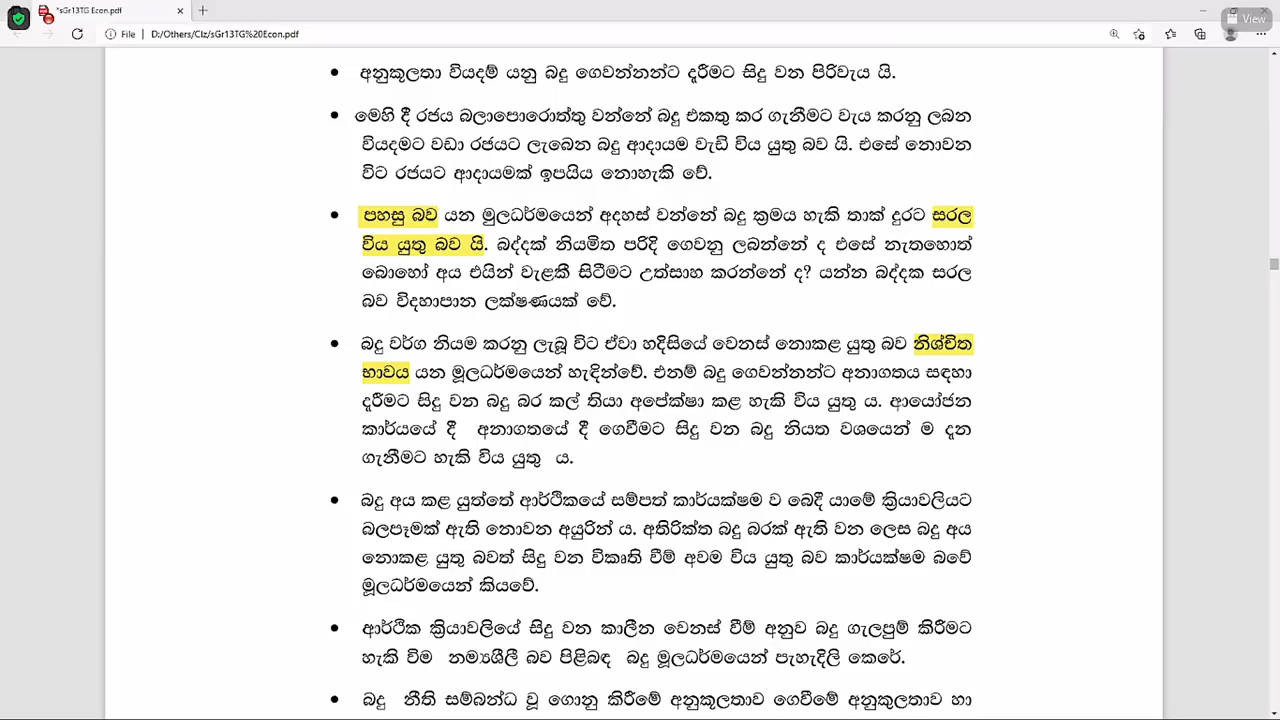 *sGr13TG Econ.pdf
View
File | D:/Others/Clz/sGr13TG%20Econ.pdf
• අනුකූලතා වියදම් යනු බදු ගෙවන්නන්ට දැරීමට සිදු වන පිරිවැය යි.
• මෙහි දී රජය බලාපොරොත්තු වන්නේ බදු එකතු කර ගැනීමට වැය කරනු ලබන
වියදමට වඩා රජයට ලැබෙන බදු ආදායම වැඩි විය යුතු බව යි. එසේ නොවන
විට රජයට ආදායමක් ඉපයිය නොහැකි වේ.
• පහසු බව යන මූලධර්මයෙන් අදහස් වන්නේ බදු ක්‍රමය හැකි තාක් දුරට සරල
විය යුතු බව යි. බද්දක් නියමිත පරිදි ගෙවනු ලබන්නේ ද එසේ නැතහොත්
බොහෝ අය එයින් වැළකී සිටීමට උත්සාහ කරන්නේ ද? යන්න බද්දක සරල
බව විදහාපාන ලක්ෂණයක් වේ.
• බදු වර්ග නියම කරනු ලැබූ විට ඒවා හදිසියේ වෙනස් නොකළ යුතු බව නිශ්චිත
භාවය යන මූලධර්මයෙන් හැඳින්වේ. එනම් බදු ගෙවන්නන්ට අනාගතය සඳහා
දැරීමට සිදු වන බදු බර කල් තියා අපේක්ෂා කළ හැකි විය යුතු ය. ආයෝජන
කාර්යයේ දී අනාගතයේ දී ගෙවීමට සිදු වන බදු නියත වශයෙන් ම දැන
ගැනීමට හැකි විය යුතු ය.
• බදු අය කළ යුත්තේ ආර්ථිකයේ සම්පත් කාර්යක්ෂම ව බෙදී යාමේ ක්‍රියාවලියට
බලපෑමක් ඇති නොවන අයුරින් ය. අතිරික්ත බදු බරක් ඇති වන ලෙස බදු අය
නොකළ යුතු බවත් සිදු වන විකෘති වීම් අවම විය යුතු බව කාර්යක්ෂම බවේ
මූලධර්මයෙන් කියවේ.
• ආර්ථික ක්‍රියාවලියේ සිදු වන කාලීන වෙනස් වීම් අනුව බදු ගැලපුම් කිරීමට
හැකි විම නම්‍යශීලී බව පිළිබඳ බදු මූලධර්මයෙන් පැහැදිලි කෙරේ.
• බදු නීති සම්බන්ධ වූ ගොනු කිරීමේ අනුකූලතාව ගෙවීමේ අනුකූලතාව හා